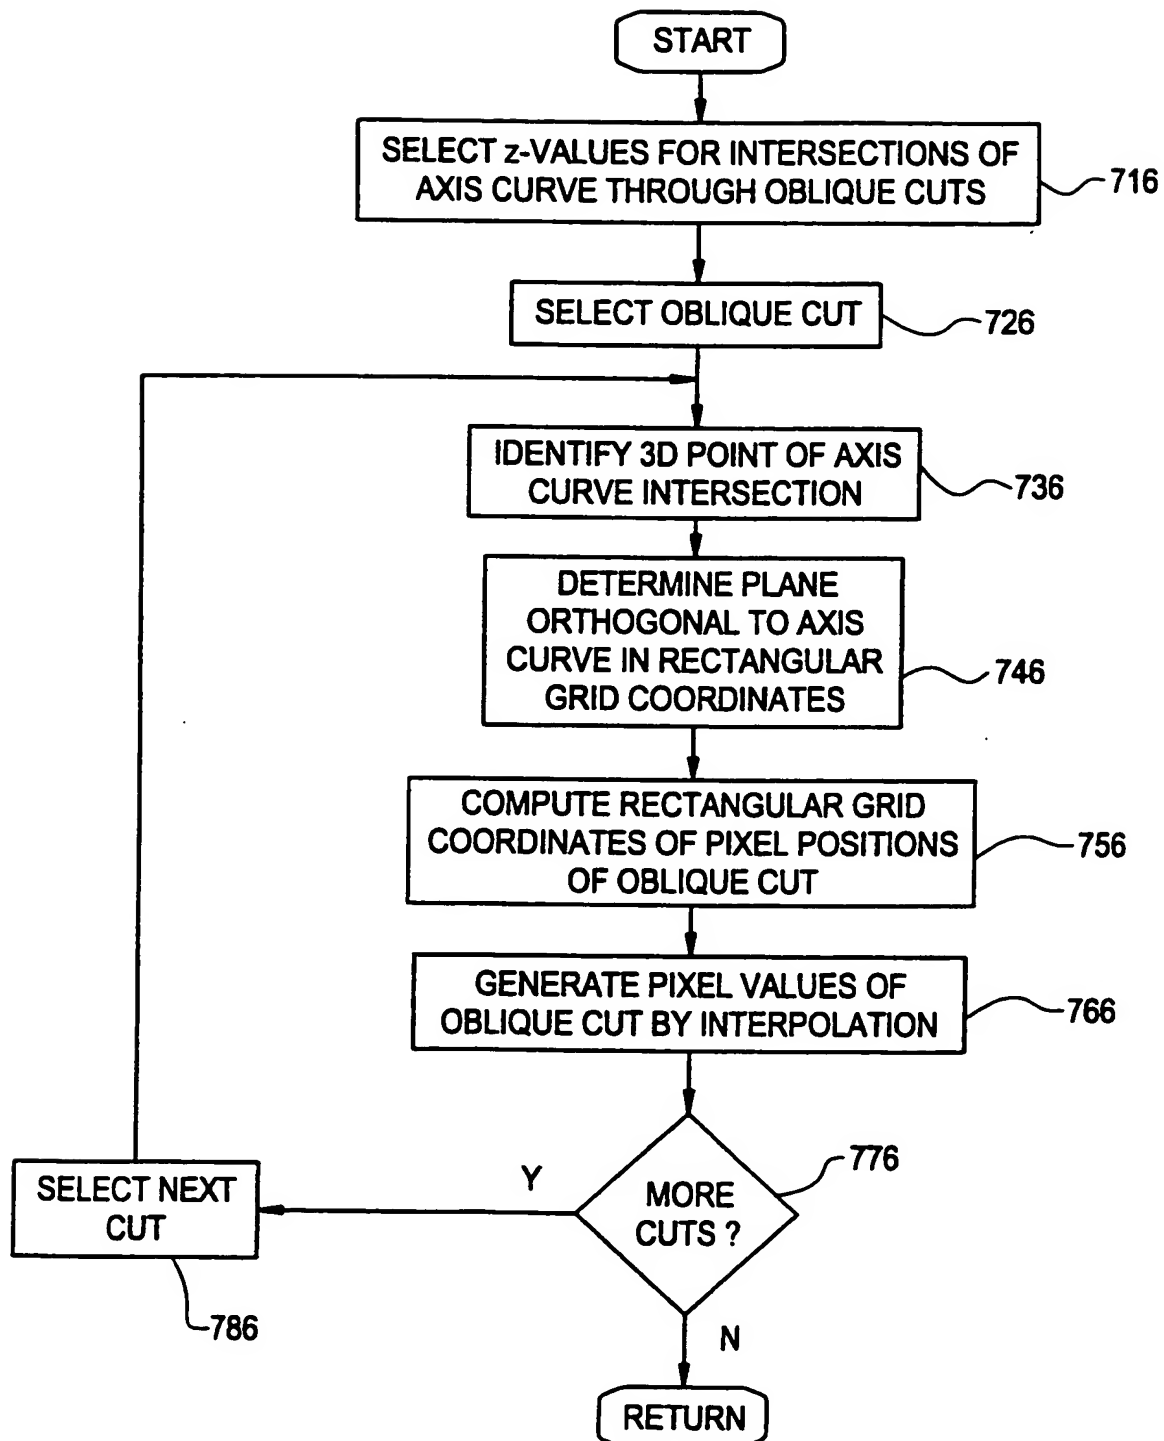 START
SELECT z-VALUES FOR INTERSECTIONS OF
AXIS CURVE THROUGH OBLIQUE CUTS
716
SELECT OBLIQUE CUT
726
IDENTIFY 3D POINT OF AXIS
CURVE INTERSECTION
736
DETERMINE PLANE
ORTHOGONAL TO AXIS
CURVE IN RECTANGULAR
GRID COORDINATES
746
COMPUTE RECTANGULAR GRID
COORDINATES OF PIXEL POSITIONS
OF OBLIQUE CUT
756
GENERATE PIXEL VALUES OF
OBLIQUE CUT BY INTERPOLATION
766
MORE
CUTS ?
776
Y
SELECT NEXT
CUT
786
N
RETURN